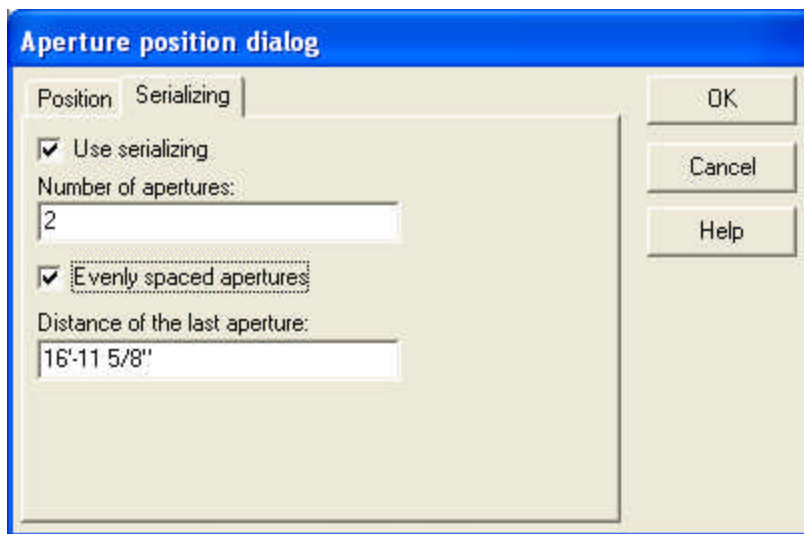 Aperture position dialog
Position Serializing
Use serializing
Number of apertures:
2
Evenly spaced apertures
Distance of the last aperture:
16'-11 5/8"
OK
Cancel
Help